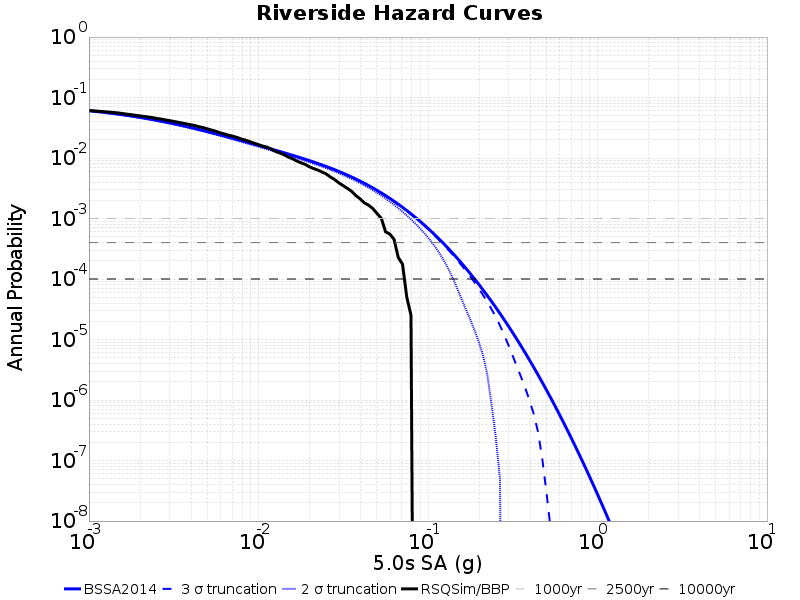 Riverside Hazard Curves
Annual Probability
10^0
10^-1
10^-2
10^-3
10^-4
10^-5
10^-6
10^-7
10^-8
10^-3 10^-2 10^-1 10^0 10^1
5.0s SA (g)
BSSA2014 3 σ truncation 2 σ truncation RSQSim/BBP 1000yr 2500yr 10000yr